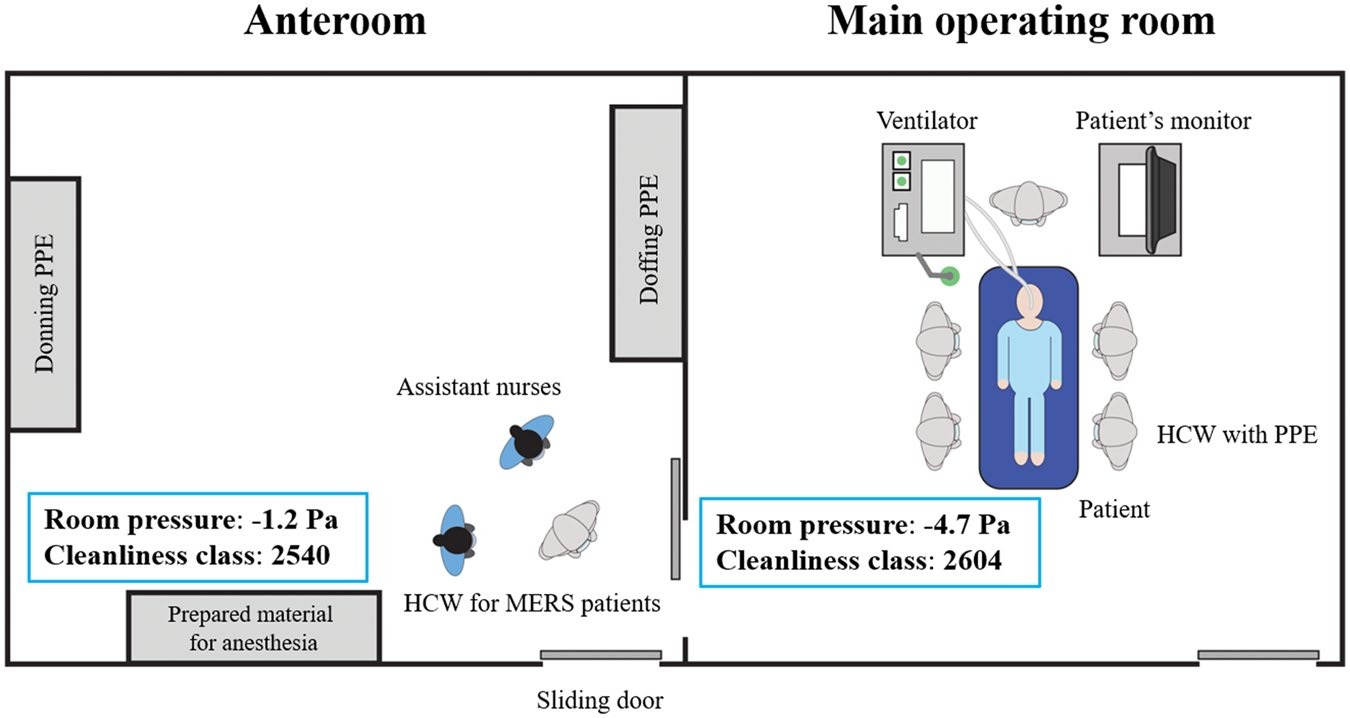 Anteroom
Main operating room
Ventilator
Patient’s monitor
Donning PPE
Doffing PPE
Assistant nurses
HCW with PPE
Patient
Room pressure: -1.2 Pa
Cleanliness class: 2540
Room pressure: -4.7 Pa
Cleanliness class: 2604
HCW for MERS patients
Prepared material
for anesthesia
Sliding door